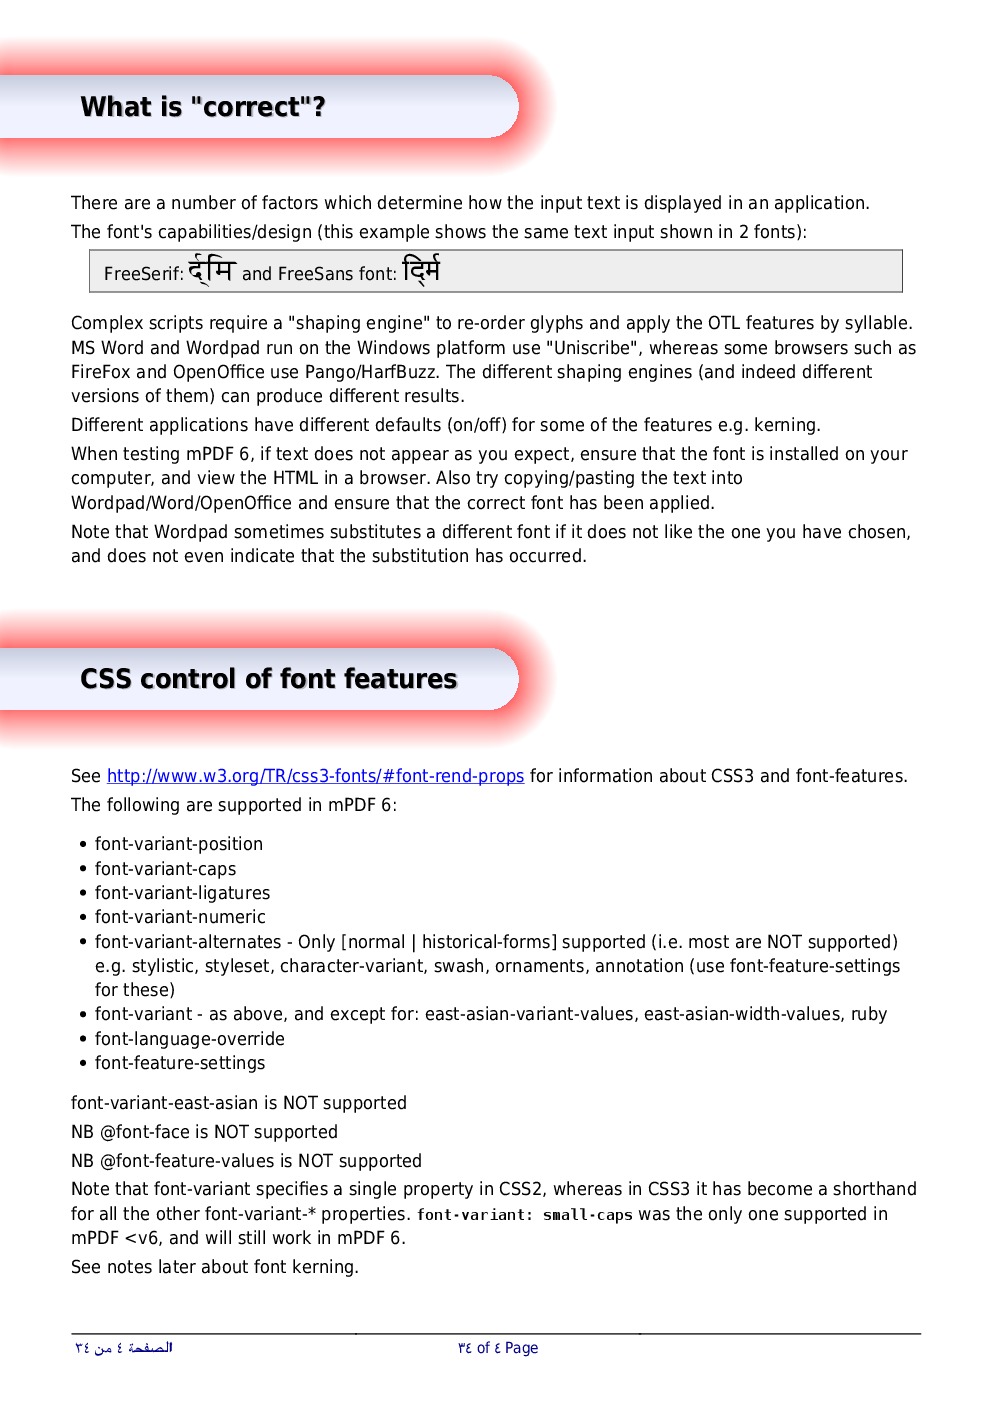 What is "correct"?
There are a number of factors which determine how the input text is displayed in an application.
The font's capabilities/design (this example shows the same text input shown in 2 fonts):
FreeSerif: र्द्मि and FreeSans font: र्द्मि
Complex scripts require a "shaping engine" to re-order glyphs and apply the OTL features by syllable.
MS Word and Wordpad run on the Windows platform use "Uniscribe", whereas some browsers such as
FireFox and OpenOffice use Pango/HarfBuzz. The different shaping engines (and indeed different
versions of them) can produce different results.
Different applications have different defaults (on/off) for some of the features e.g. kerning.
When testing mPDF 6, if text does not appear as you expect, ensure that the font is installed on your
computer, and view the HTML in a browser. Also try copying/pasting the text into
Wordpad/Word/OpenOffice and ensure that the correct font has been applied.
Note that Wordpad sometimes substitutes a different font if it does not like the one you have chosen,
and does not even indicate that the substitution has occurred.
CSS control of font features
See http://www.w3.org/TR/css3-fonts/#font-rend-props for information about CSS3 and font-features.
The following are supported in mPDF 6:
• font-variant-position
• font-variant-caps
• font-variant-ligatures
• font-variant-numeric
• font-variant-alternates - Only [normal | historical-forms] supported (i.e. most are NOT supported)
e.g. stylistic, styleset, character-variant, swash, ornaments, annotation (use font-feature-settings
for these)
• font-variant - as above, and except for: east-asian-variant-values, east-asian-width-values, ruby
• font-language-override
• font-feature-settings
font-variant-east-asian is NOT supported
NB @font-face is NOT supported
NB @font-feature-values is NOT supported
Note that font-variant specifies a single property in CSS2, whereas in CSS3 it has become a shorthand
for all the other font-variant-* properties. font-variant: small-caps was the only one supported in
mPDF <v6, and will still work in mPDF 6.
See notes later about font kerning.
الصفحة ٤ من ٣٤
٣٤ of ٤ Page